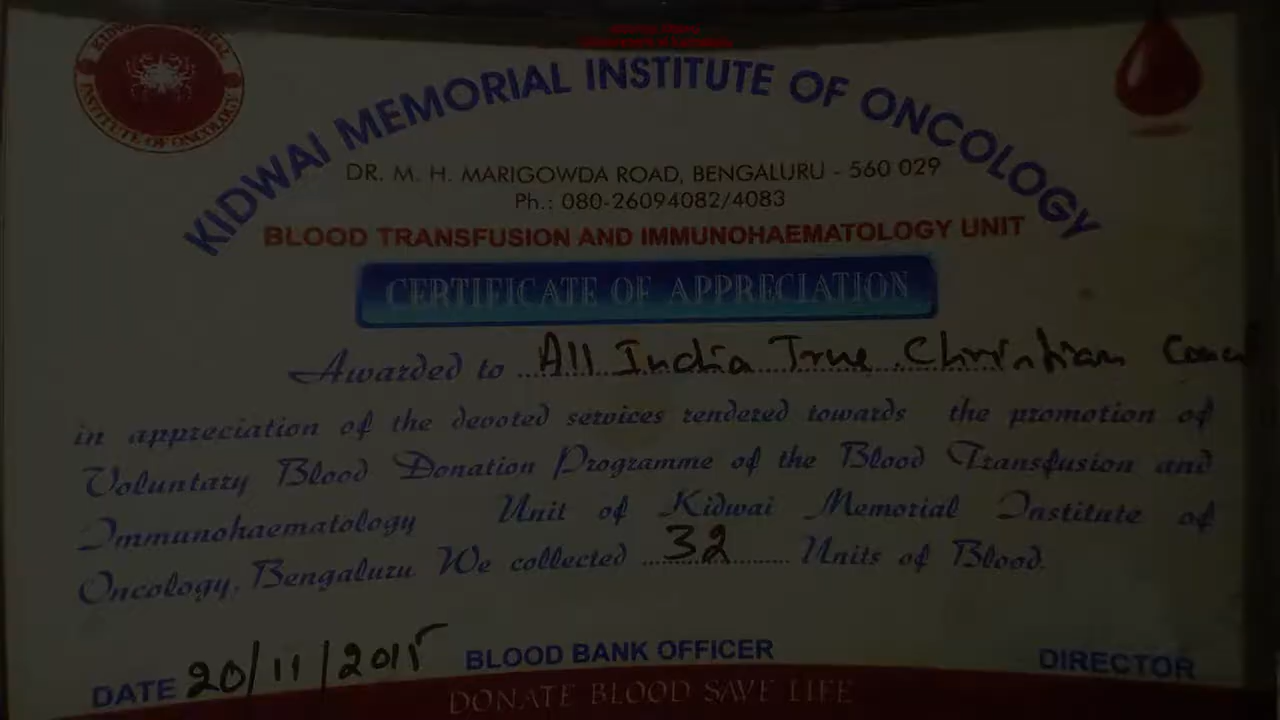 KIDWAI MEMORIAL INSTITUTE OF ONCOLOGY
INSTITUTE OF ONCOLOGY
DR. M. H. MARIGOWDA ROAD, BENGALURU - 560 029
Ph.: 080-26094082/4083
BLOOD TRANSFUSION AND IMMUNOHAEMATOLOGY UNIT
CERTIFICATE OF APPRECIATION
Awarded to All India True Christian
in appreciation of the devoted services rendered towards the promotion of
Voluntary Blood Donation Programme of the Blood Transfusion and
Immunohaematology Unit of Kidwai Memorial Institute of
Oncology, Bengaluru We collected 32 Units of Blood.
DATE 20/11/2015 BLOOD BANK OFFICER DIRECTOR
DONATE BLOOD SAVE LIFE